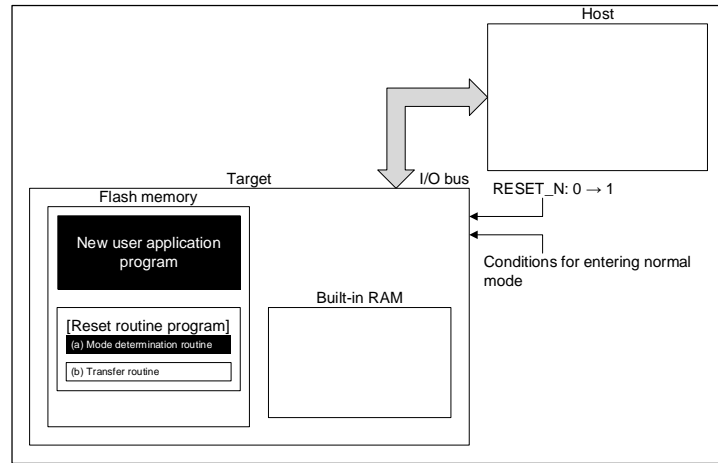 Host
Target
I/O bus
RESET_N: 0 → 1
Flash memory
New user application
program
Conditions for entering normal
mode
Built-in RAM
[Reset routine program]
(a) Mode determination routine
(b) Transfer routine